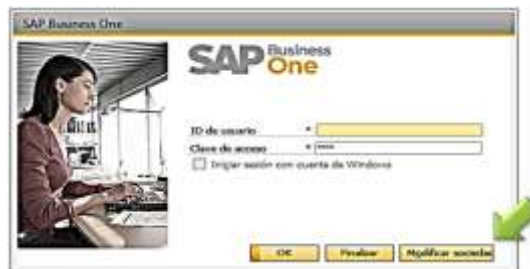 SAP Business One
SAP Business One
ID de usuario *
Clave de acceso * ****
Iniciar sesión con cuenta de Windows
OK Finalizar Modificar sociedad